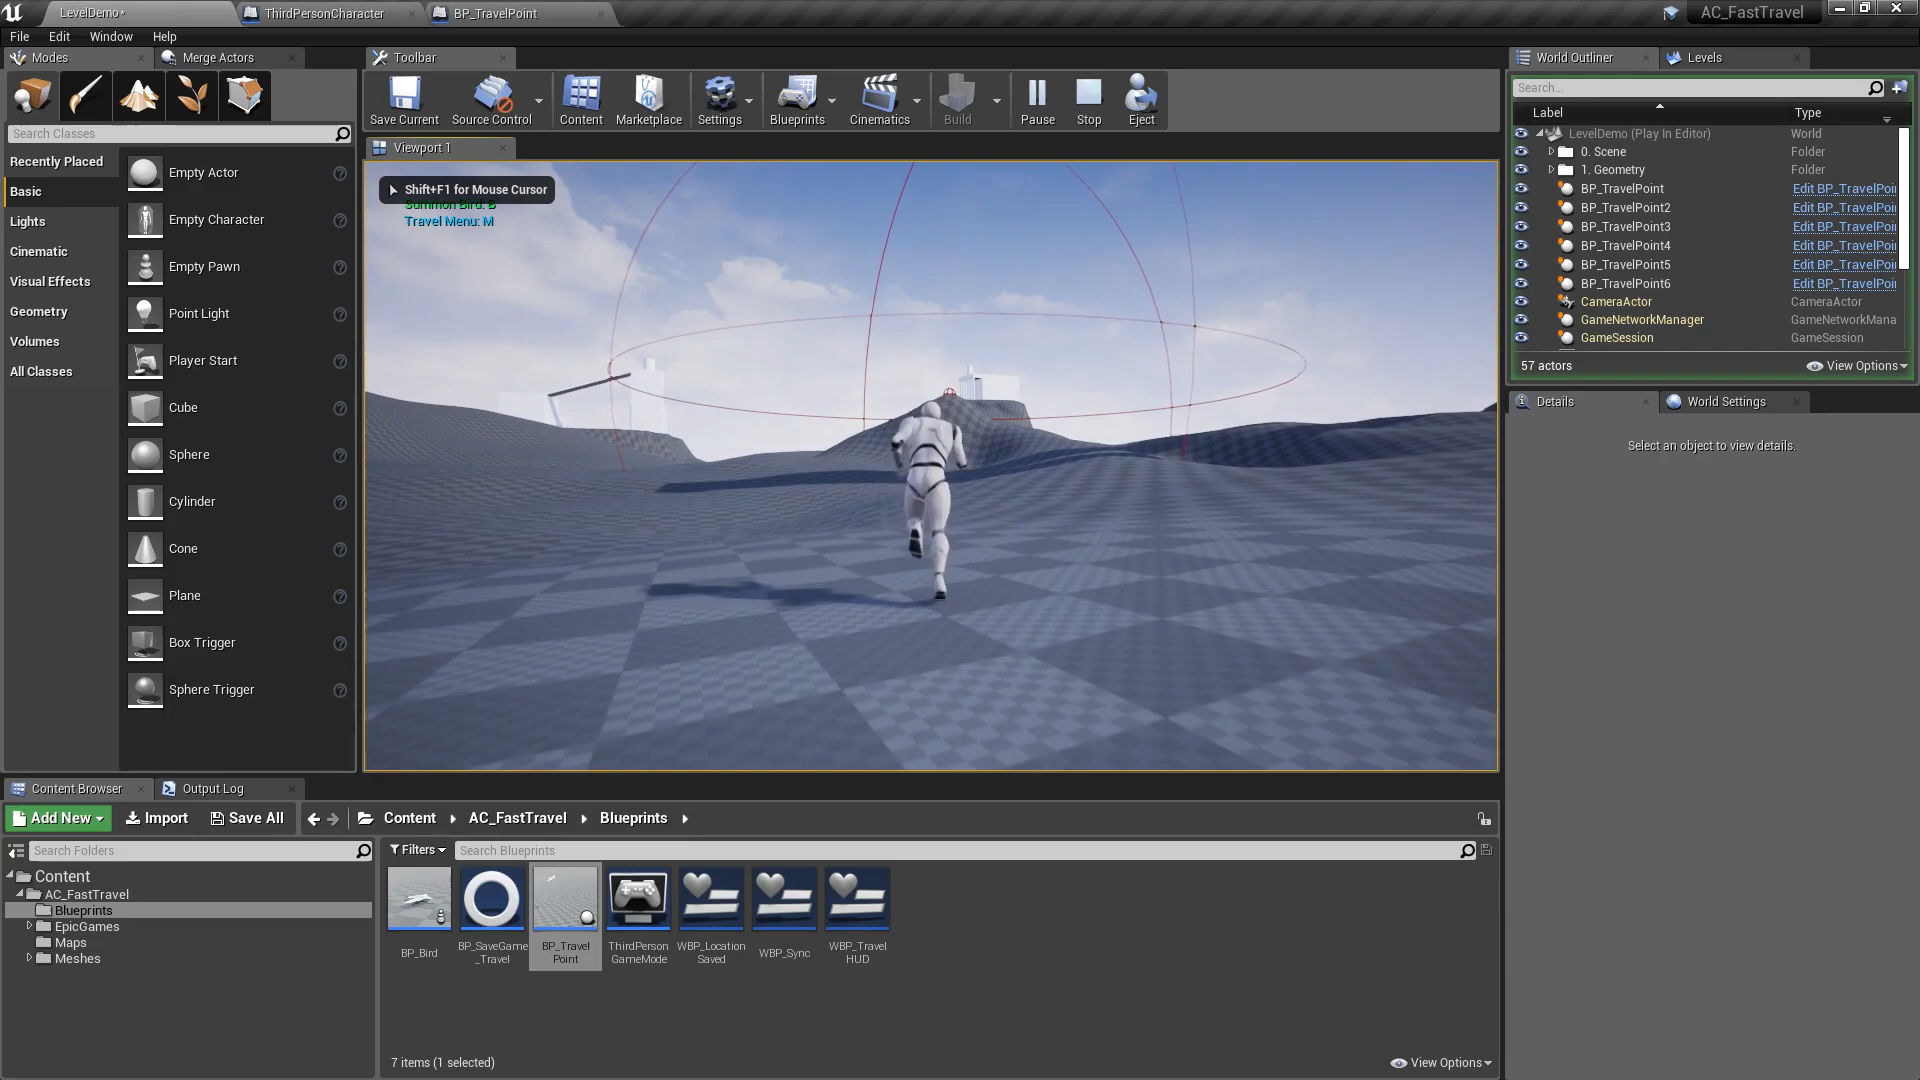 LevelDemo*
ThirdPersonCharacter
BP_TravelPoint
AC_FastTravel
File
Edit
Window
Help
Modes
Merge Actors
Toolbar
World Outliner
Levels
Save Current
Source Control
Content
Marketplace
Settings
Blueprints
Cinematics
Build
Pause
Stop
Eject
Search Classes
Recently Placed
Basic
Lights
Cinematic
Visual Effects
Geometry
Volumes
All Classes
Empty Actor
Empty Character
Empty Pawn
Point Light
Player Start
Cube
Sphere
Cylinder
Cone
Plane
Box Trigger
Sphere Trigger
Viewport 1
Shift+F1 for Mouse Cursor
Summon Bird: B
Travel Menu: M
Search...
Label
Type
LevelDemo (Play In Editor)
World
0. Scene
Folder
1. Geometry
Folder
BP_TravelPoint
Edit BP_TravelPoi
BP_TravelPoint2
Edit BP_TravelPoi
BP_TravelPoint3
Edit BP_TravelPoi
BP_TravelPoint4
Edit BP_TravelPoi
BP_TravelPoint5
Edit BP_TravelPoi
BP_TravelPoint6
Edit BP_TravelPoi
CameraActor
CameraActor
GameNetworkManager
GameNetworkMana
GameSession
GameSession
57 actors
View Options
Details
World Settings
Select an object to view details.
Content Browser
Output Log
Add New
Import
Save All
Content
AC_FastTravel
Blueprints
Search Folders
Filters
Search Blueprints
Content
AC_FastTravel
Blueprints
EpicGames
Maps
Meshes
BP_Bird
BP_SaveGame
_Travel
BP_Travel
Point
ThirdPerson
GameMode
WBP_Location
Saved
WBP_Sync
WBP_Travel
HUD
7 items (1 selected)
View Options